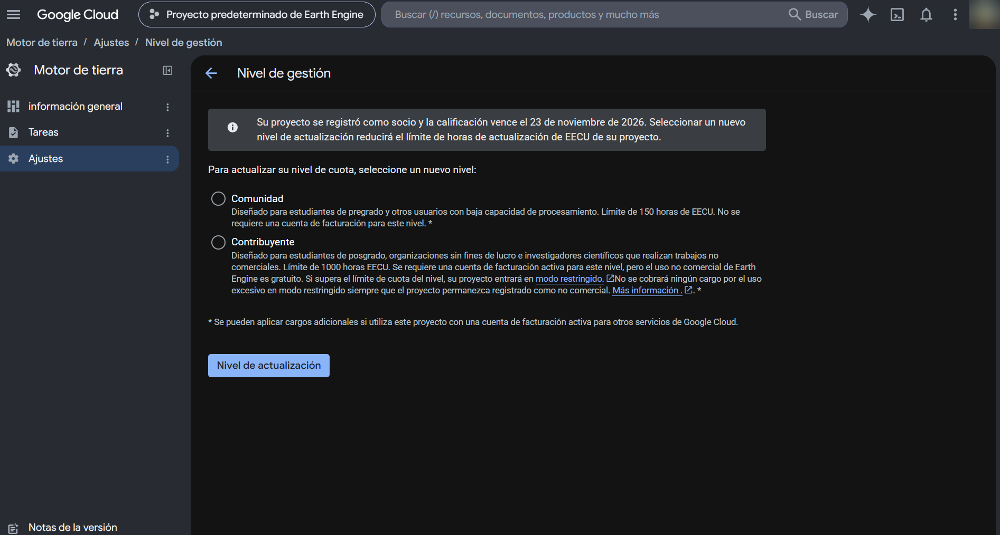 Google Cloud
Proyecto predeterminado de Earth Engine
Buscar (/) recursos, documentos, productos y mucho más
Buscar
Motor de tierra / Ajustes / Nivel de gestión
Motor de tierra
información general
Tareas
Ajustes
Notas de la versión
Nivel de gestión
Su proyecto se registró como socio y la calificación vence el 23 de noviembre de 2026. Seleccionar un nuevo
nivel de actualización reducirá el límite de horas de actualización de EECU de su proyecto.
Para actualizar su nivel de cuota, seleccione un nuevo nivel:
Comunidad
Diseñado para estudiantes de pregrado y otros usuarios con baja capacidad de procesamiento. Límite de 150 horas de EECU. No se
requiere una cuenta de facturación para este nivel. *
Contribuyente
Diseñado para estudiantes de posgrado, organizaciones sin fines de lucro e investigadores científicos que realizan trabajos no
comerciales. Límite de 1000 horas EECU. Se requiere una cuenta de facturación activa para este nivel, pero el uso no comercial de Earth
Engine es gratuito. Si supera el límite de cuota del nivel, su proyecto entrará en modo restringido. No se cobrará ningún cargo por el uso
excesivo en modo restringido siempre que el proyecto permanezca registrado como no comercial. Más información . . *
* Se pueden aplicar cargos adicionales si utiliza este proyecto con una cuenta de facturación activa para otros servicios de Google Cloud.
Nivel de actualización